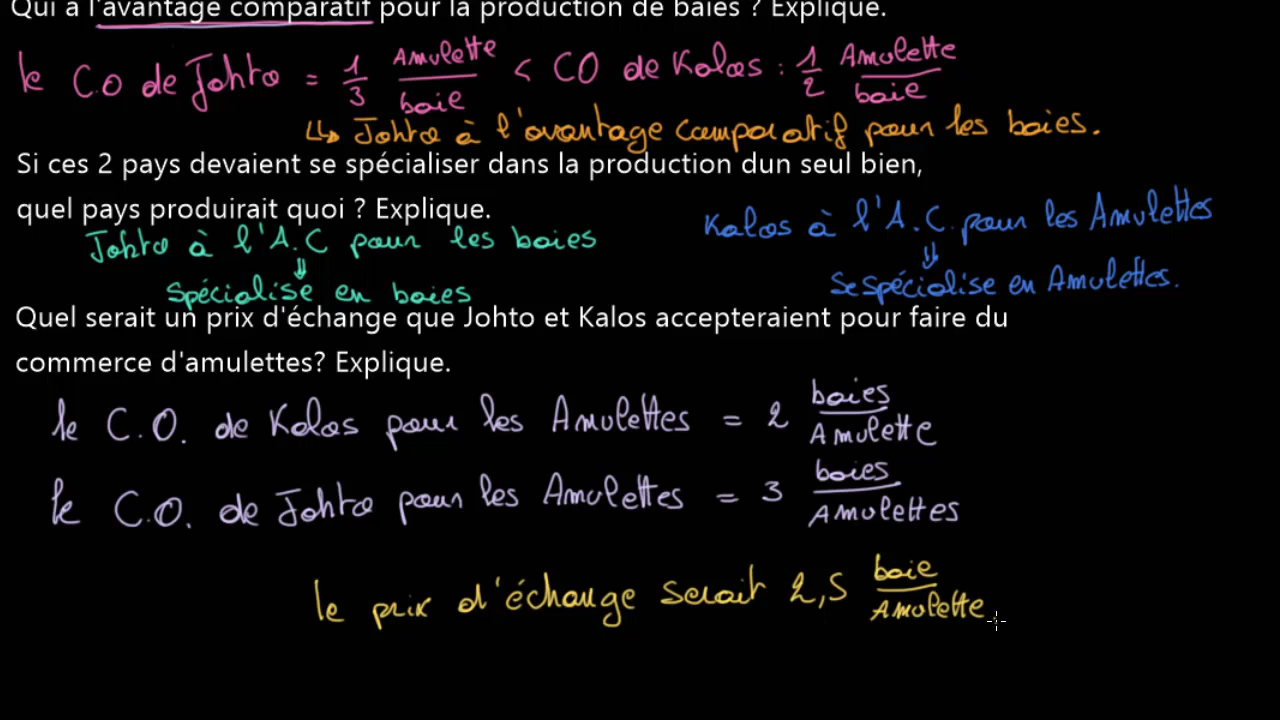 Qui a l'avantage comparatif pour la production de baies ? Explique.
le C.O de Johto = 1/3 Amulette/baie < CO de Kalos : 1/2 Amulette/baie
↳ Johto à l'avantage comparatif pour les baies.
Si ces 2 pays devaient se spécialiser dans la production dun seul bien,
quel pays produirait quoi ? Explique.
Johto à l'A.C pour les baies
⇓
Spécialise en baies
Kalos à l'A.C. pour les Amulettes
⇓
Se spécialise en Amulettes.
Quel serait un prix d'échange que Johto et Kalos accepteraient pour faire du
commerce d'amulettes? Explique.
le C.O. de Kalos pour les Amulettes = 2 baies/Amulette
le C.O. de Johto pour les Amulettes = 3 baies/Amulettes
le prix d'échange serait 2,5 baie/Amulette